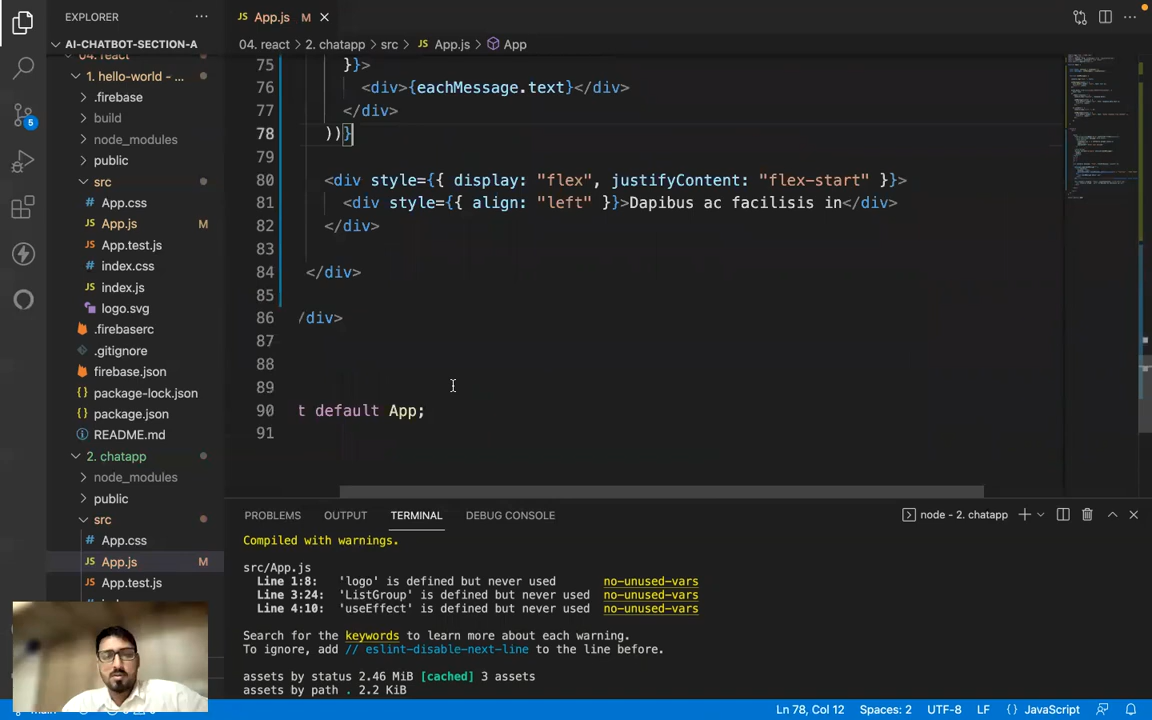 EXPLORER
AI-CHATBOT-SECTION-A
04. react
1. hello-world - ...
.firebase
build
node_modules
public
src
App.css
JS App.js M
App.test.js
index.css
JS index.js
logo.svg
.firebaserc
.gitignore
firebase.json
{ } package-lock.json
{ } package.json
README.md
2. chatapp
node_modules
public
src
App.css
JS App.js M
JS App.test.js
5
JS App.js M
04. react > 2. chatapp > src > JS App.js > App
75 }}>
76 <div>{eachMessage.text}</div>
77 </div>
78 ))}
79
80 <div style={{ display: "flex", justifyContent: "flex-start" }}>
81 <div style={{ align: "left" }}>Dapibus ac facilisis in</div>
82 </div>
83
84 </div>
85
86 /div>
87
88
89
90 t default App;
91
PROBLEMS OUTPUT TERMINAL DEBUG CONSOLE
node - 2. chatapp
Compiled with warnings.
src/App.js
Line 1:8: 'logo' is defined but never used no-unused-vars
Line 3:24: 'ListGroup' is defined but never used no-unused-vars
Line 4:10: 'useEffect' is defined but never used no-unused-vars
Search for the keywords to learn more about each warning.
To ignore, add // eslint-disable-next-line to the line before.
assets by status 2.46 MiB [cached] 3 assets
assets by path . 2.2 KiB
Ln 78, Col 12 Spaces: 2 UTF-8 LF { } JavaScript